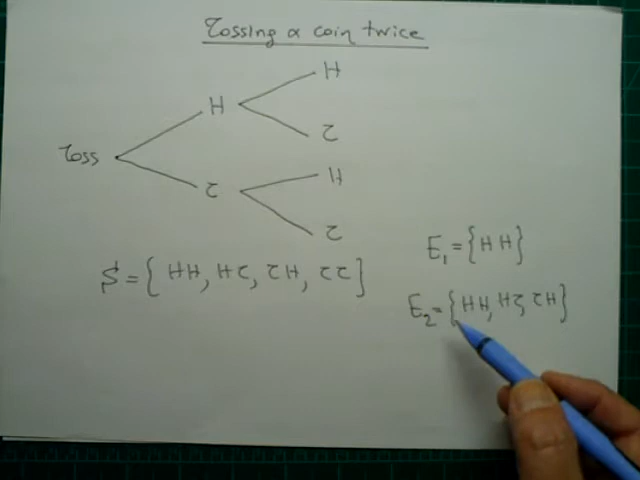 Tossing a coin twice
H
H
T
Toss
H
T
T
S = { HH, HT, TH, TT }
E₁ = { HH }
E₂ = { HH, HT, TH }